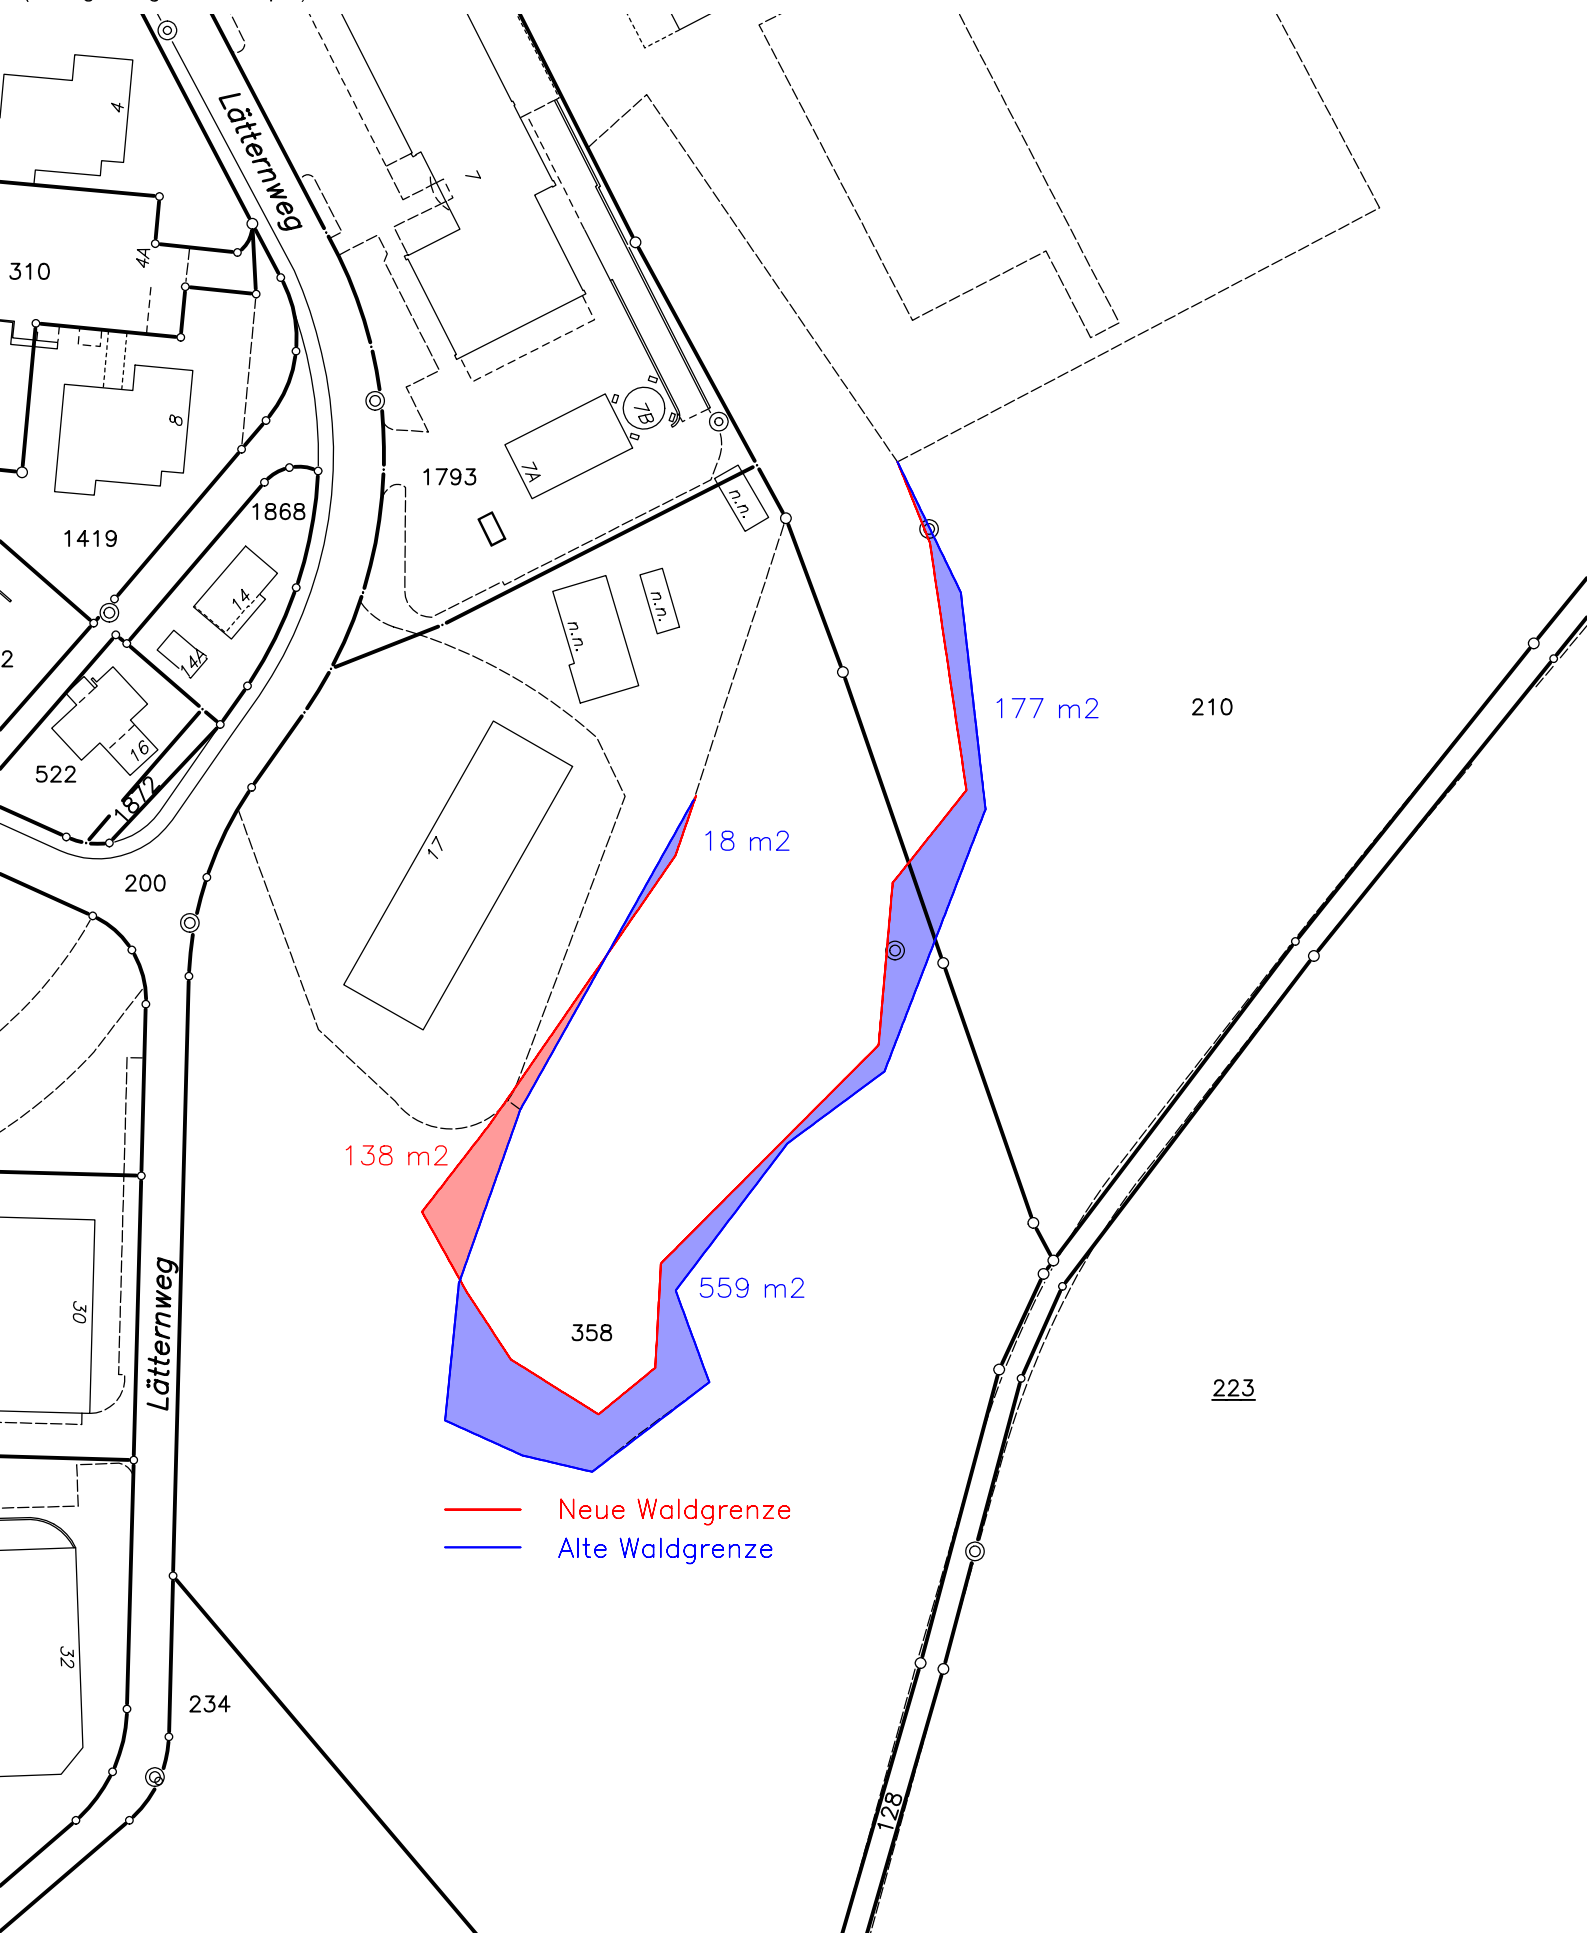 4
Lätternweg
7
4A
310
7B
8
7A
1793
n.n.
1868
1419
14
n.n.
n.n.
14A
2
177 m2
210
16
522
1872
18 m2
17
200
138 m2
559 m2
30
Lätternweg
358
223
Neue Waldgrenze
Alte Waldgrenze
32
234
128